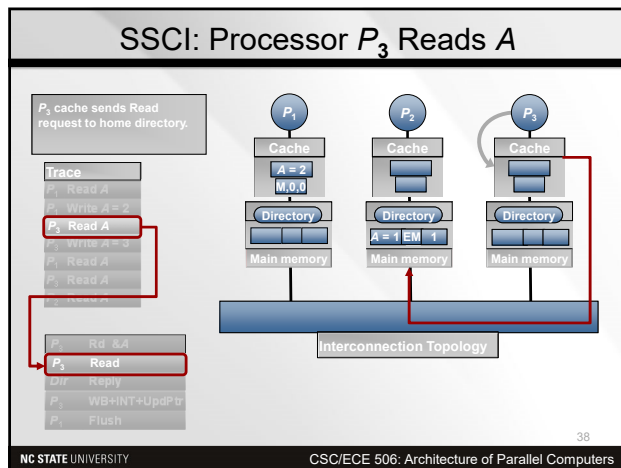 SSCI: Processor P3 Reads A
P3 cache sends Read
request to home directory.
Trace
P1 Read A
P1 Write A = 2
P3 Read A
P1 Write A = 3
P1 Read A
P3 Read A
P2 Read A
P1
Cache
A = 2
M,0,0
Directory
Main memory
P2
Cache
Directory
A = 1 EM 1
Main memory
P3
Cache
Directory
Main memory
Interconnection Topology
P3 Rd &A
P3 Read
Dir Reply
P3 WB+INT+UpdPtr
P1 Flush
38
NC STATE UNIVERSITY
CSC/ECE 506: Architecture of Parallel Computers